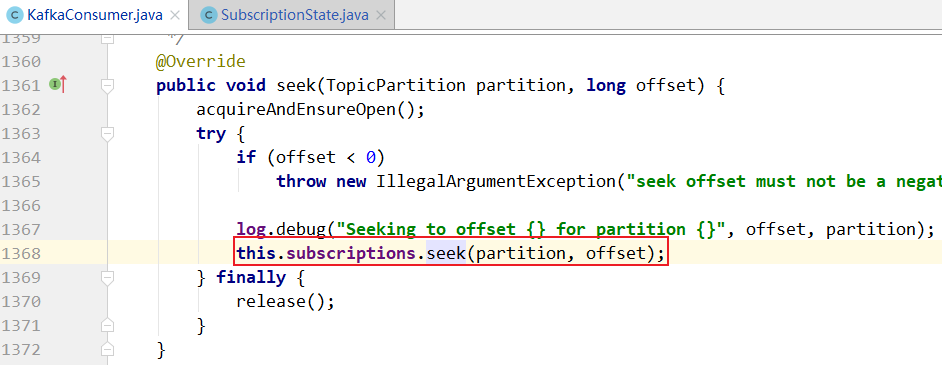 KafkaConsumer.java SubscriptionState.java
1359 */
1360 @Override
1361 public void seek(TopicPartition partition, long offset) {
1362 acquireAndEnsureOpen();
1363 try {
1364 if (offset < 0)
1365 throw new IllegalArgumentException("seek offset must not be a negat
1366
1367 log.debug("Seeking to offset {} for partition {}", offset, partition);
1368 this.subscriptions.seek(partition, offset);
1369 } finally {
1370 release();
1371 }
1372 }